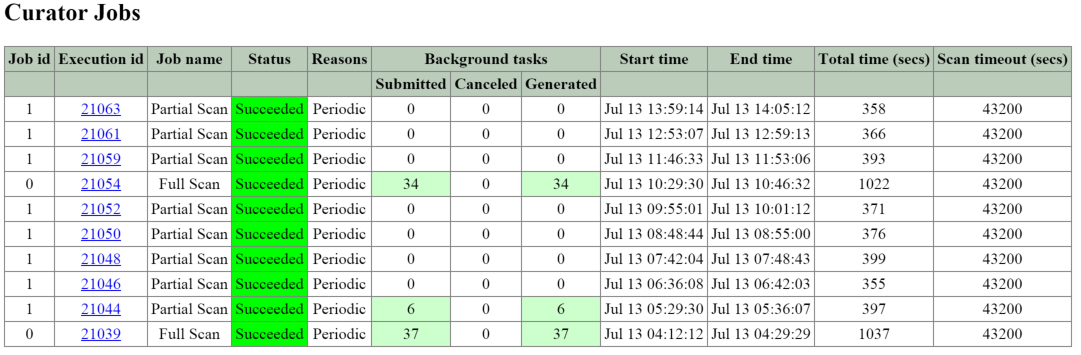 Curator Jobs
Job id Execution id Job name Status Reasons Background tasks Start time End time Total time (secs) Scan timeout (secs)
Submitted Canceled Generated
1 21063 Partial Scan Succeeded Periodic 0 0 0 Jul 13 13:59:14 Jul 13 14:05:12 358 43200
1 21061 Partial Scan Succeeded Periodic 0 0 0 Jul 13 12:53:07 Jul 13 12:59:13 366 43200
1 21059 Partial Scan Succeeded Periodic 0 0 0 Jul 13 11:46:33 Jul 13 11:53:06 393 43200
0 21054 Full Scan Succeeded Periodic 34 0 34 Jul 13 10:29:30 Jul 13 10:46:32 1022 43200
1 21052 Partial Scan Succeeded Periodic 0 0 0 Jul 13 09:55:01 Jul 13 10:01:12 371 43200
1 21050 Partial Scan Succeeded Periodic 0 0 0 Jul 13 08:48:44 Jul 13 08:55:00 376 43200
1 21048 Partial Scan Succeeded Periodic 0 0 0 Jul 13 07:42:04 Jul 13 07:48:43 399 43200
1 21046 Partial Scan Succeeded Periodic 0 0 0 Jul 13 06:36:08 Jul 13 06:42:03 355 43200
1 21044 Partial Scan Succeeded Periodic 6 0 6 Jul 13 05:29:30 Jul 13 05:36:07 397 43200
0 21039 Full Scan Succeeded Periodic 37 0 37 Jul 13 04:12:12 Jul 13 04:29:29 1037 43200